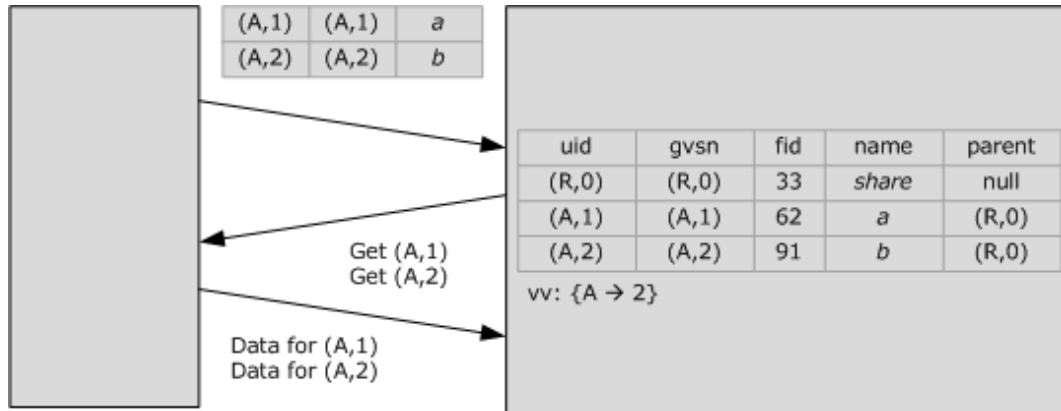 (A,1) (A,1) a
(A,2) (A,2) b
uid gvsn fid name parent
(R,0) (R,0) 33 share null
(A,1) (A,1) 62 a (R,0)
(A,2) (A,2) 91 b (R,0)
vv: {A → 2}
Get (A,1)
Get (A,2)
Data for (A,1)
Data for (A,2)